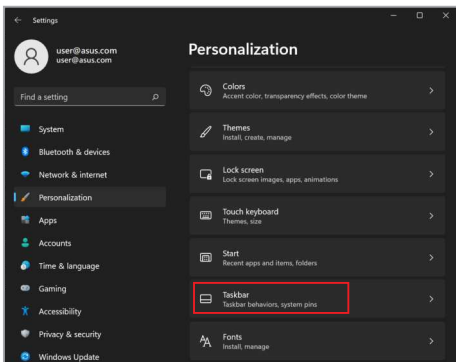 Settings
user@asus.com
user@asus.com
Find a setting
System
Bluetooth & devices
Network & internet
Personalization
Apps
Accounts
Time & language
Gaming
Accessibility
Privacy & security
Windows Update
Personalization
Colors
Accent color, transparency effects, color theme
Themes
Install, create, manage
Lock screen
Lock screen images, apps, animations
Touch keyboard
Themes, size
Start
Recent apps and items, folders
Taskbar
Taskbar behaviors, system pins
Fonts
Install, manage